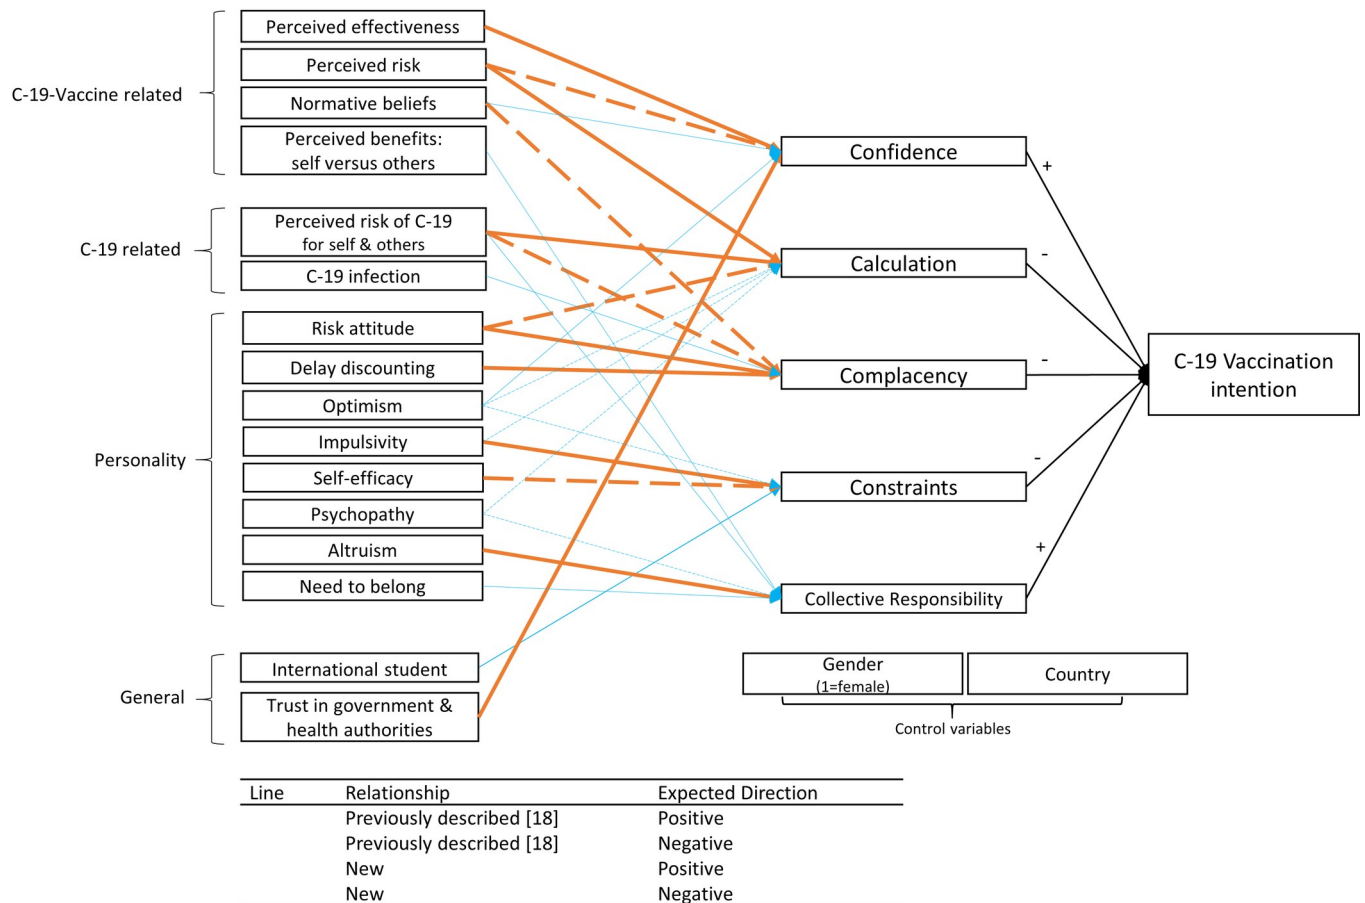 C-19-Vaccine related
Perceived effectiveness
Perceived risk
Normative beliefs
Perceived benefits:
self versus others
C-19 related
Perceived risk of C-19
for self & others
C-19 infection
Personality
Risk attitude
Delay discounting
Optimism
Impulsivity
Self-efficacy
Psychopathy
Altruism
Need to belong
General
International student
Trust in government &
health authorities
Confidence
Calculation
Complacency
Constraints
Collective Responsibility
+
-
-
-
+
C-19 Vaccination
intention
Gender
(1=female)
Country
Control variables
Line Relationship Expected Direction
Previously described [18] Positive
Previously described [18] Negative
New Positive
New Negative